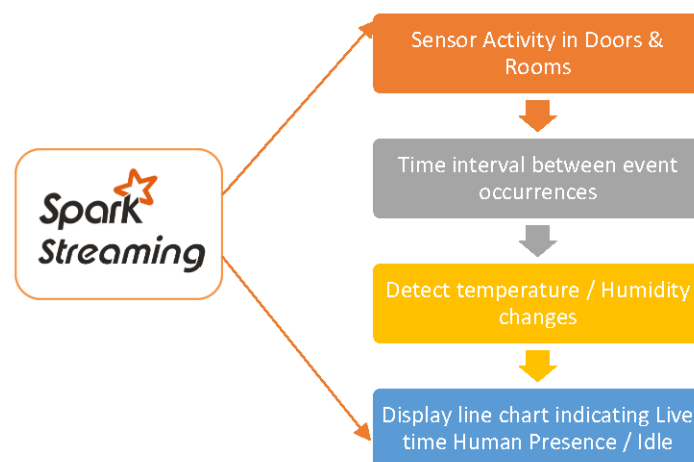 Spark
Streaming
Sensor Activity in Doors &
Rooms
Time interval between event
occurrences
Detect temperature / Humidity
changes
Display line chart indicating Live
time Human Presence / Idle